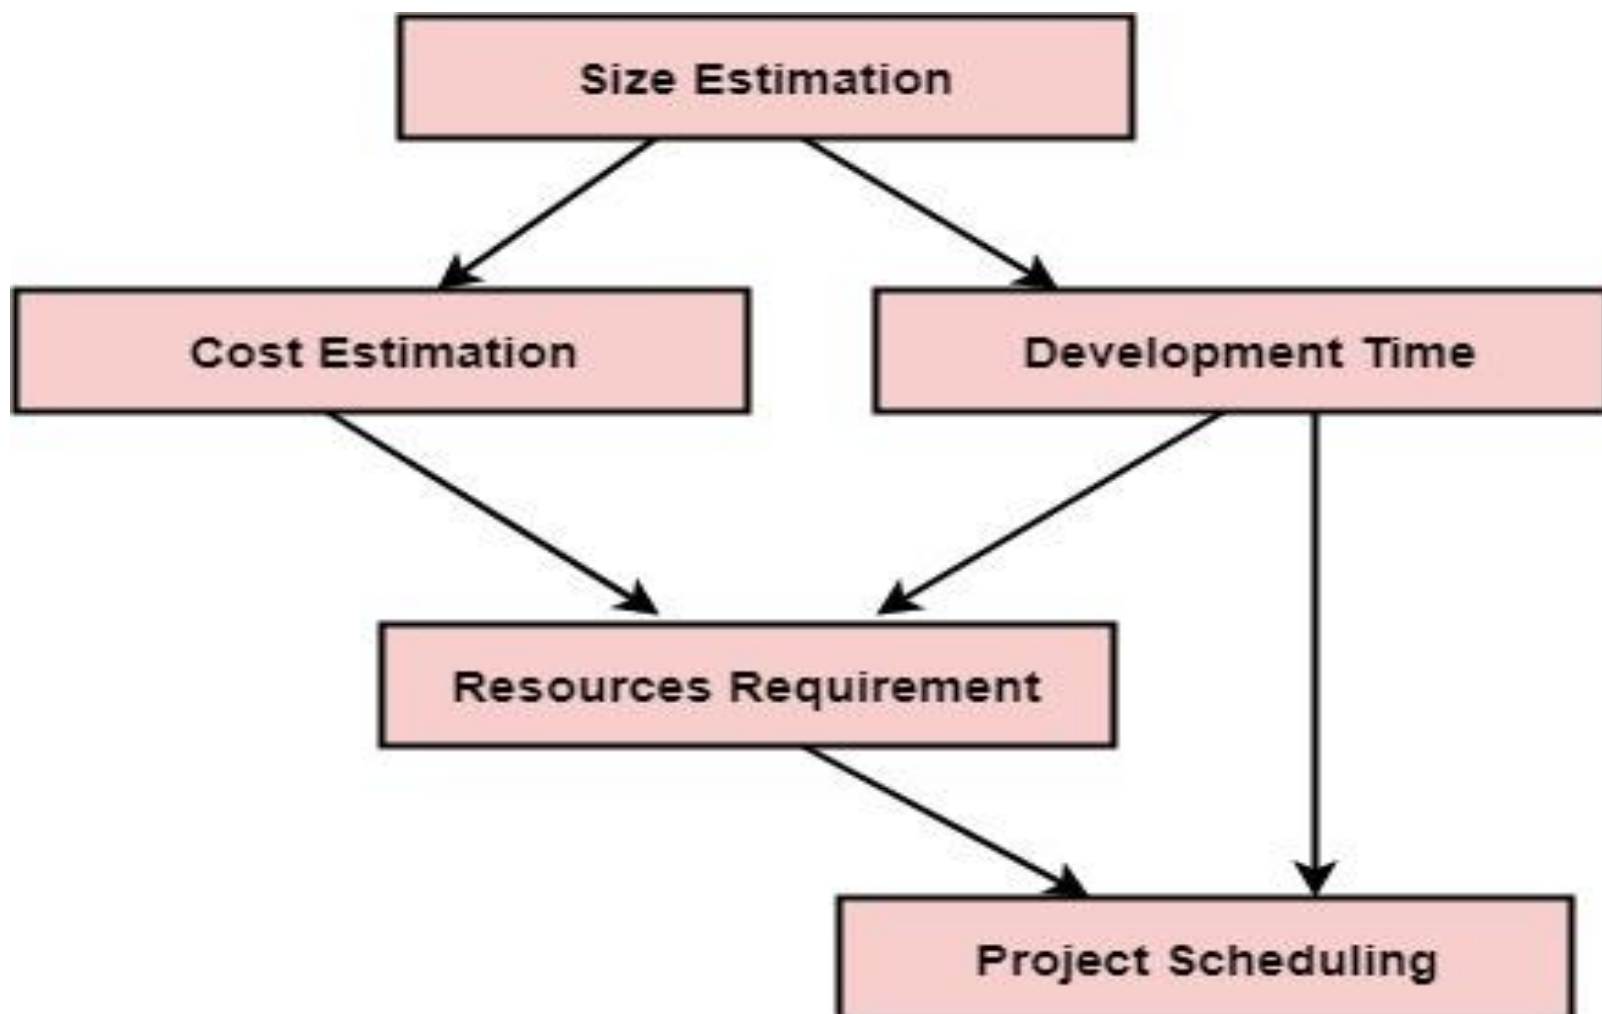 Size Estimation
Cost Estimation
Development Time
Resources Requirement
Project Scheduling